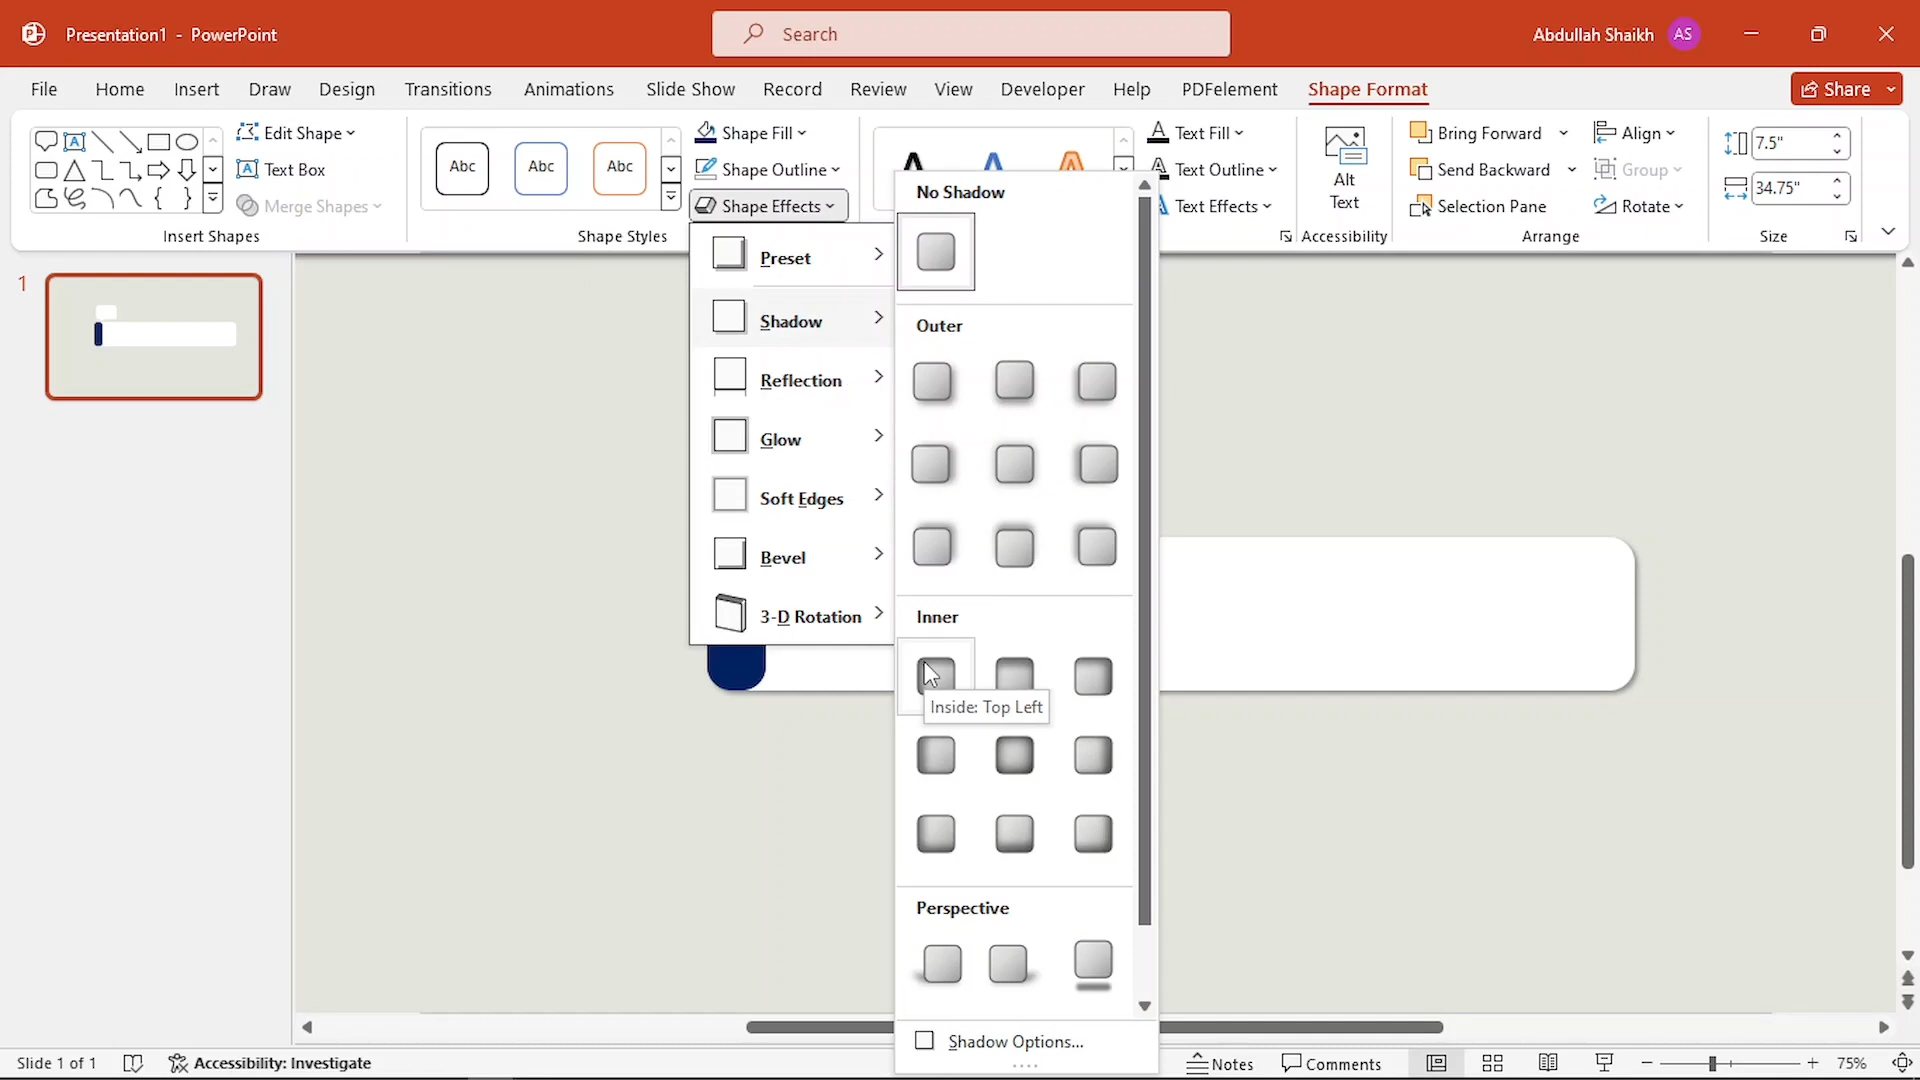 Presentation1 - PowerPoint
Search
Abdullah Shaikh AS
File Home Insert Draw Design Transitions Animations Slide Show Record Review View Developer Help PDFelement Shape Format Share
Edit Shape
Text Box
Merge Shapes
Insert Shapes
Abc Abc Abc
Shape Fill
Shape Outline
Shape Effects
Shape Styles
A A A
Text Fill
Text Outline
Text Effects
Alt
Text
Accessibility
Bring Forward
Send Backward
Selection Pane
Align
Group
Rotate
Arrange
7.5"
34.75"
Size
1
Preset
Shadow
Reflection
Glow
Soft Edges
Bevel
3-D Rotation
No Shadow
Outer
Inner
Inside: Top Left
Perspective
Shadow Options...
Slide 1 of 1 Accessibility: Investigate Notes Comments 75%